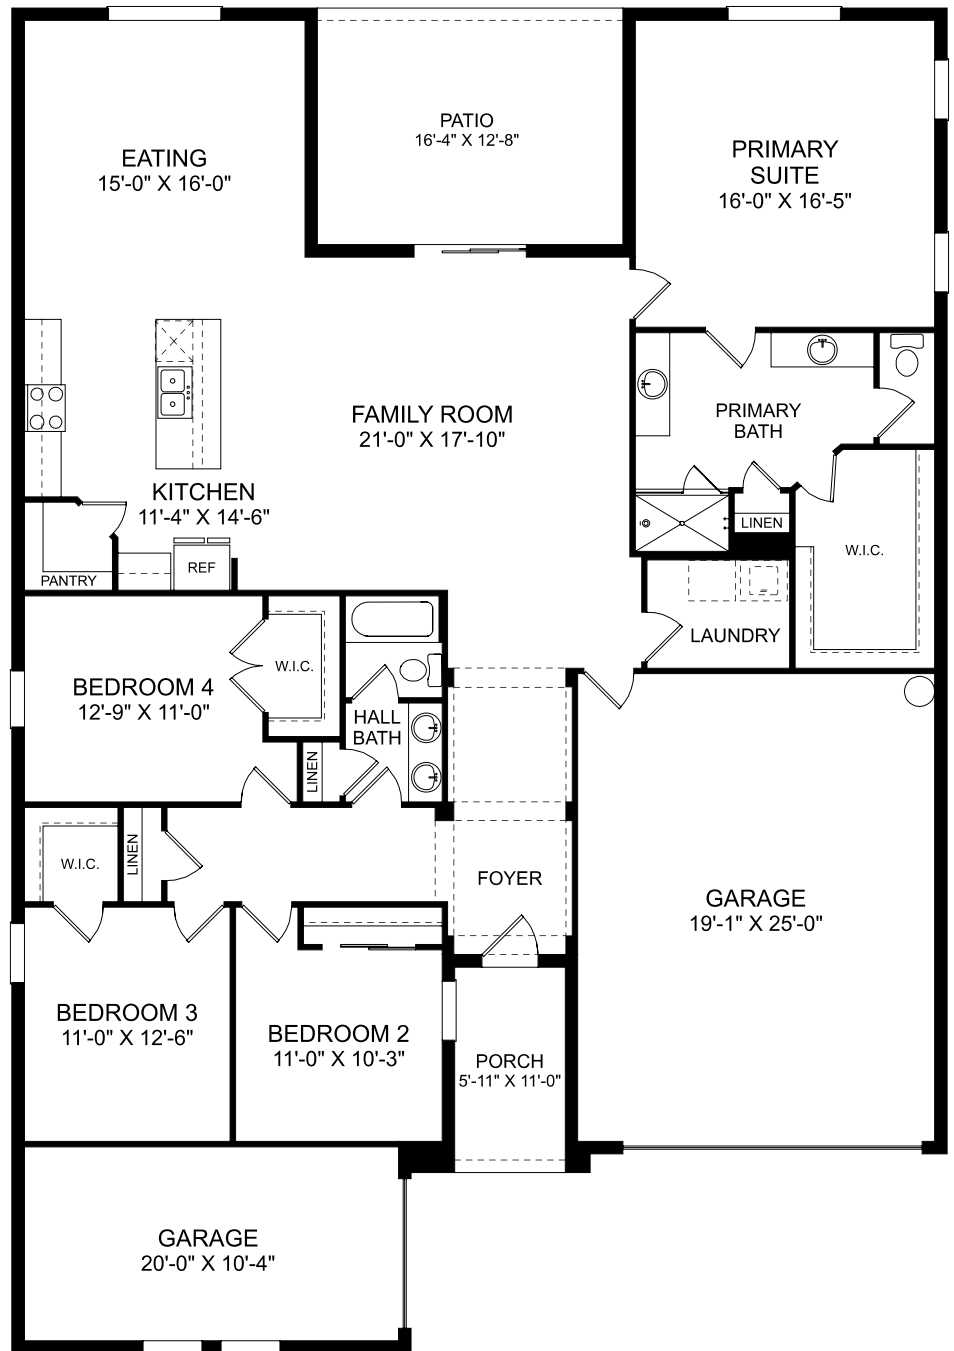 PATIO
16'-4" X 12'-8"
EATING
15'-0" X 16'-0"
PRIMARY
SUITE
16'-0" X 16'-5"
FAMILY ROOM
21'-0" X 17'-10"
PRIMARY
BATH
KITCHEN
11'-4" X 14'-6"
LINEN
W.I.C.
REF
PANTRY
LAUNDRY
W.I.C.
BEDROOM 4
12'-9" X 11'-0"
HALL
BATH
LINEN
W.I.C.
LINEN
FOYER
GARAGE
19'-1" X 25'-0"
BEDROOM 3
11'-0" X 12'-6"
BEDROOM 2
11'-0" X 10'-3"
PORCH
5'-11" X 11'-0"
GARAGE
20'-0" X 10'-4"